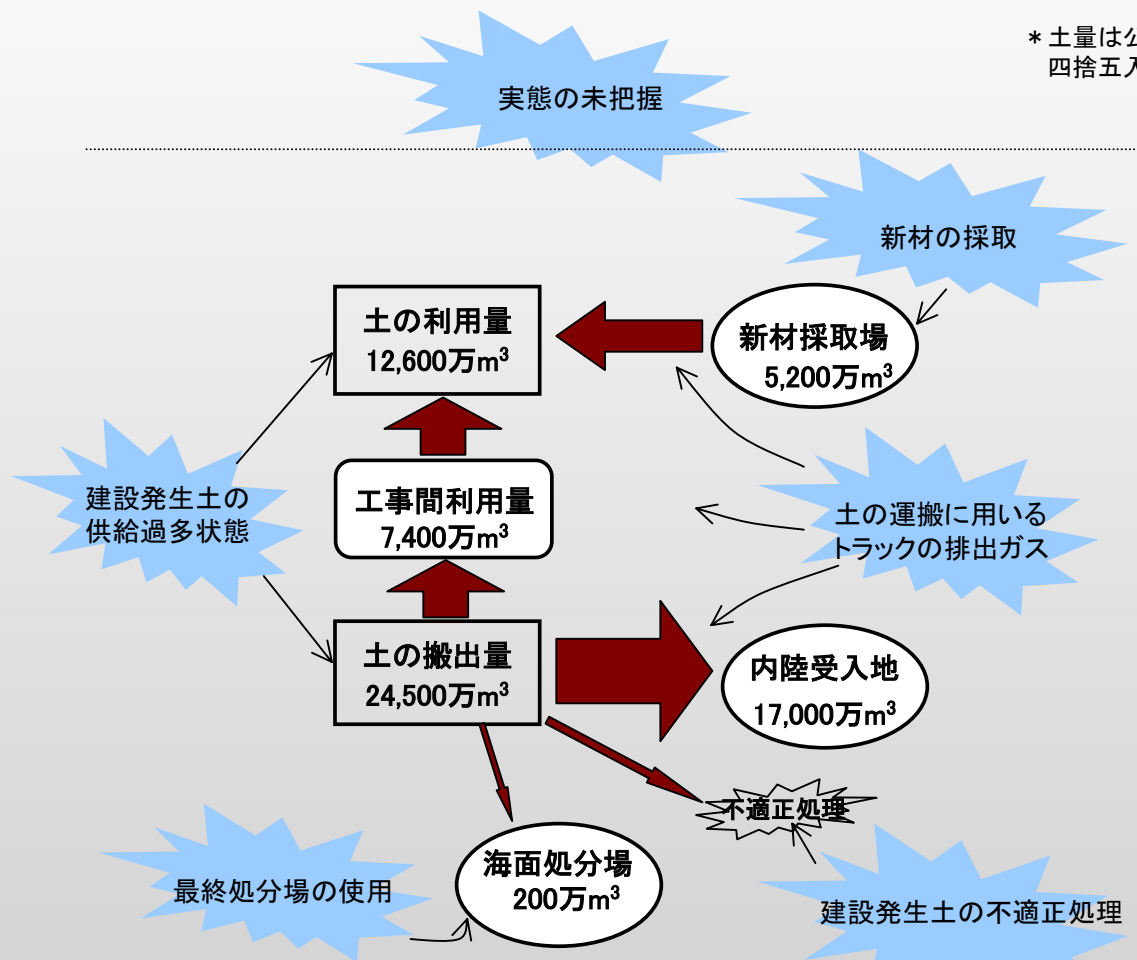 実態の未把握
*土量は公
四捨五入
新材の採取
土の利用量
12,600万m³
新材採取場
5,200万m³
建設発生土の
供給過多状態
工事間利用量
7,400万m³
土の運搬に用いる
トラックの排出ガス
土の搬出量
24,500万m³
内陸受入地
17,000万m³
不適正処理
海面処分場
200万m³
最終処分場の使用
建設発生土の不適正処理